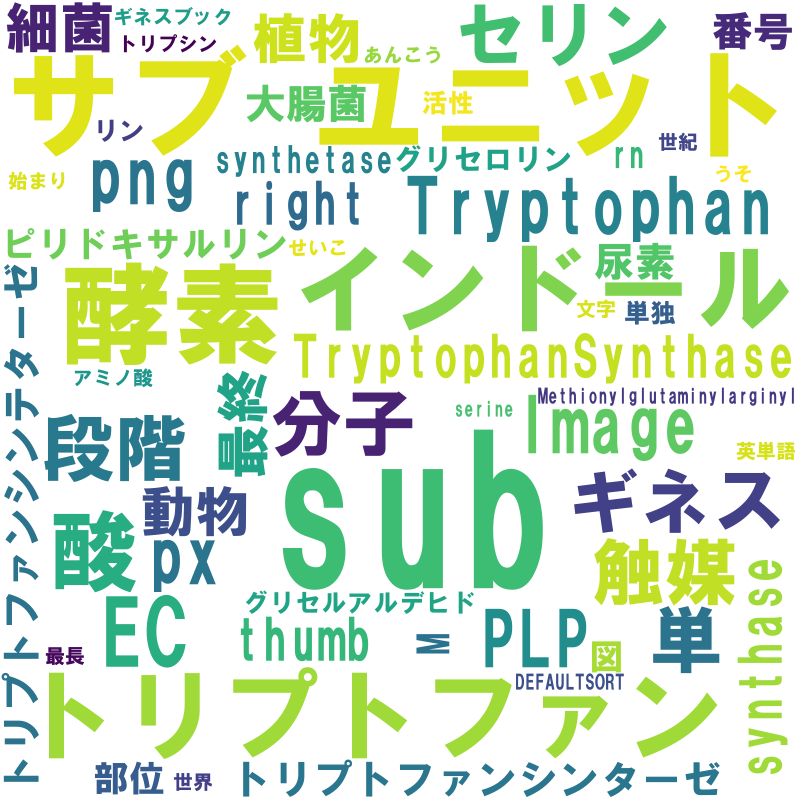 細菌
ギネスブック
トリプシン
植物
あんこう
セリン
番号
サブユニット
大腸菌
活性
リン
世紀
始まり
png
synthetase
グリセロリン
rn
うそ
right
Tryptophan
ピリドキサルリン
せいこ
尿素
トリプトファンシンテターゼ
酵素
インドール
文字
単独
TryptophanSynthase
アミノ酸
最終
分子
serine
Methionylglutaminylarginyl
Image
段階
英単語
sub
動物
ギネス
酸
px
触媒
synthase
グリセルアルデヒド
EC
thumb
M
PLP
図
単
最長
DEFAULTSORT
トリプトファン
部位
世界
トリプトファンシンターゼ